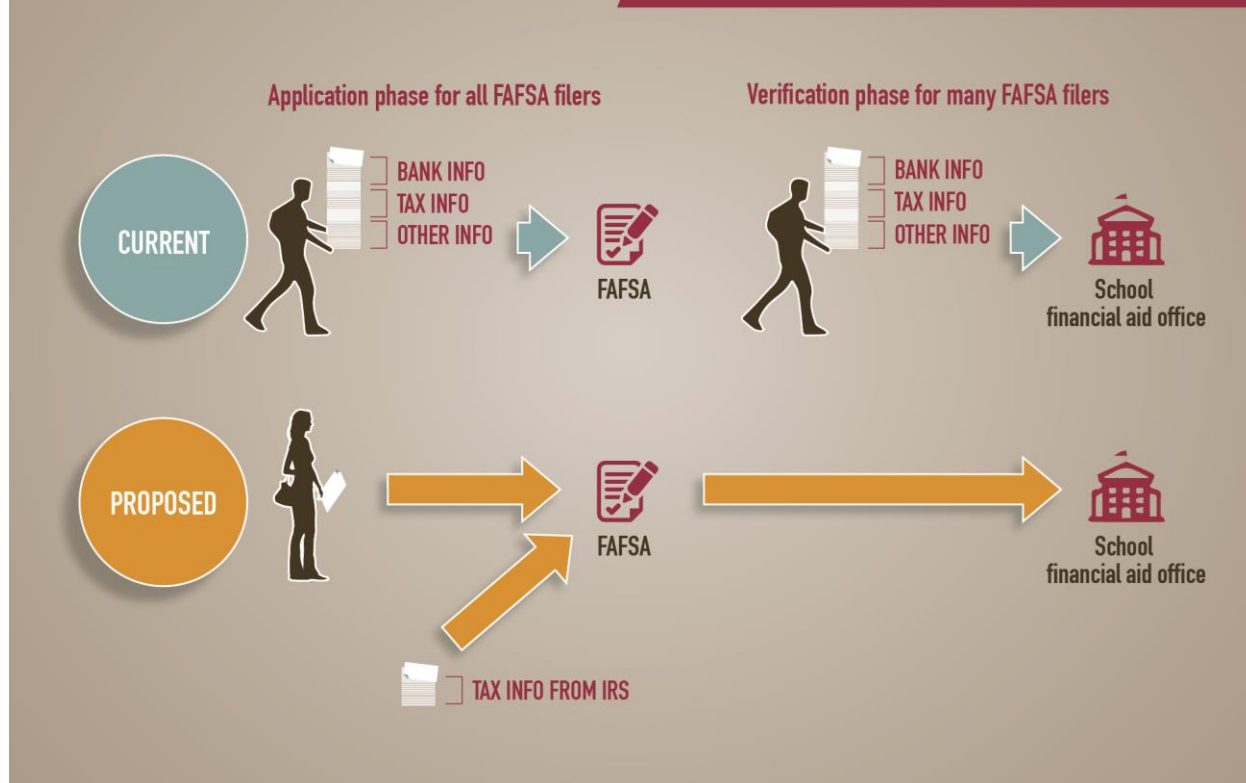 Application phase for all FAFSA filers
Verification phase for many FAFSA filers
CURRENT
BANK INFO
TAX INFO
OTHER INFO
FAFSA
BANK INFO
TAX INFO
OTHER INFO
School
financial aid office
PROPOSED
FAFSA
School
financial aid office
TAX INFO FROM IRS